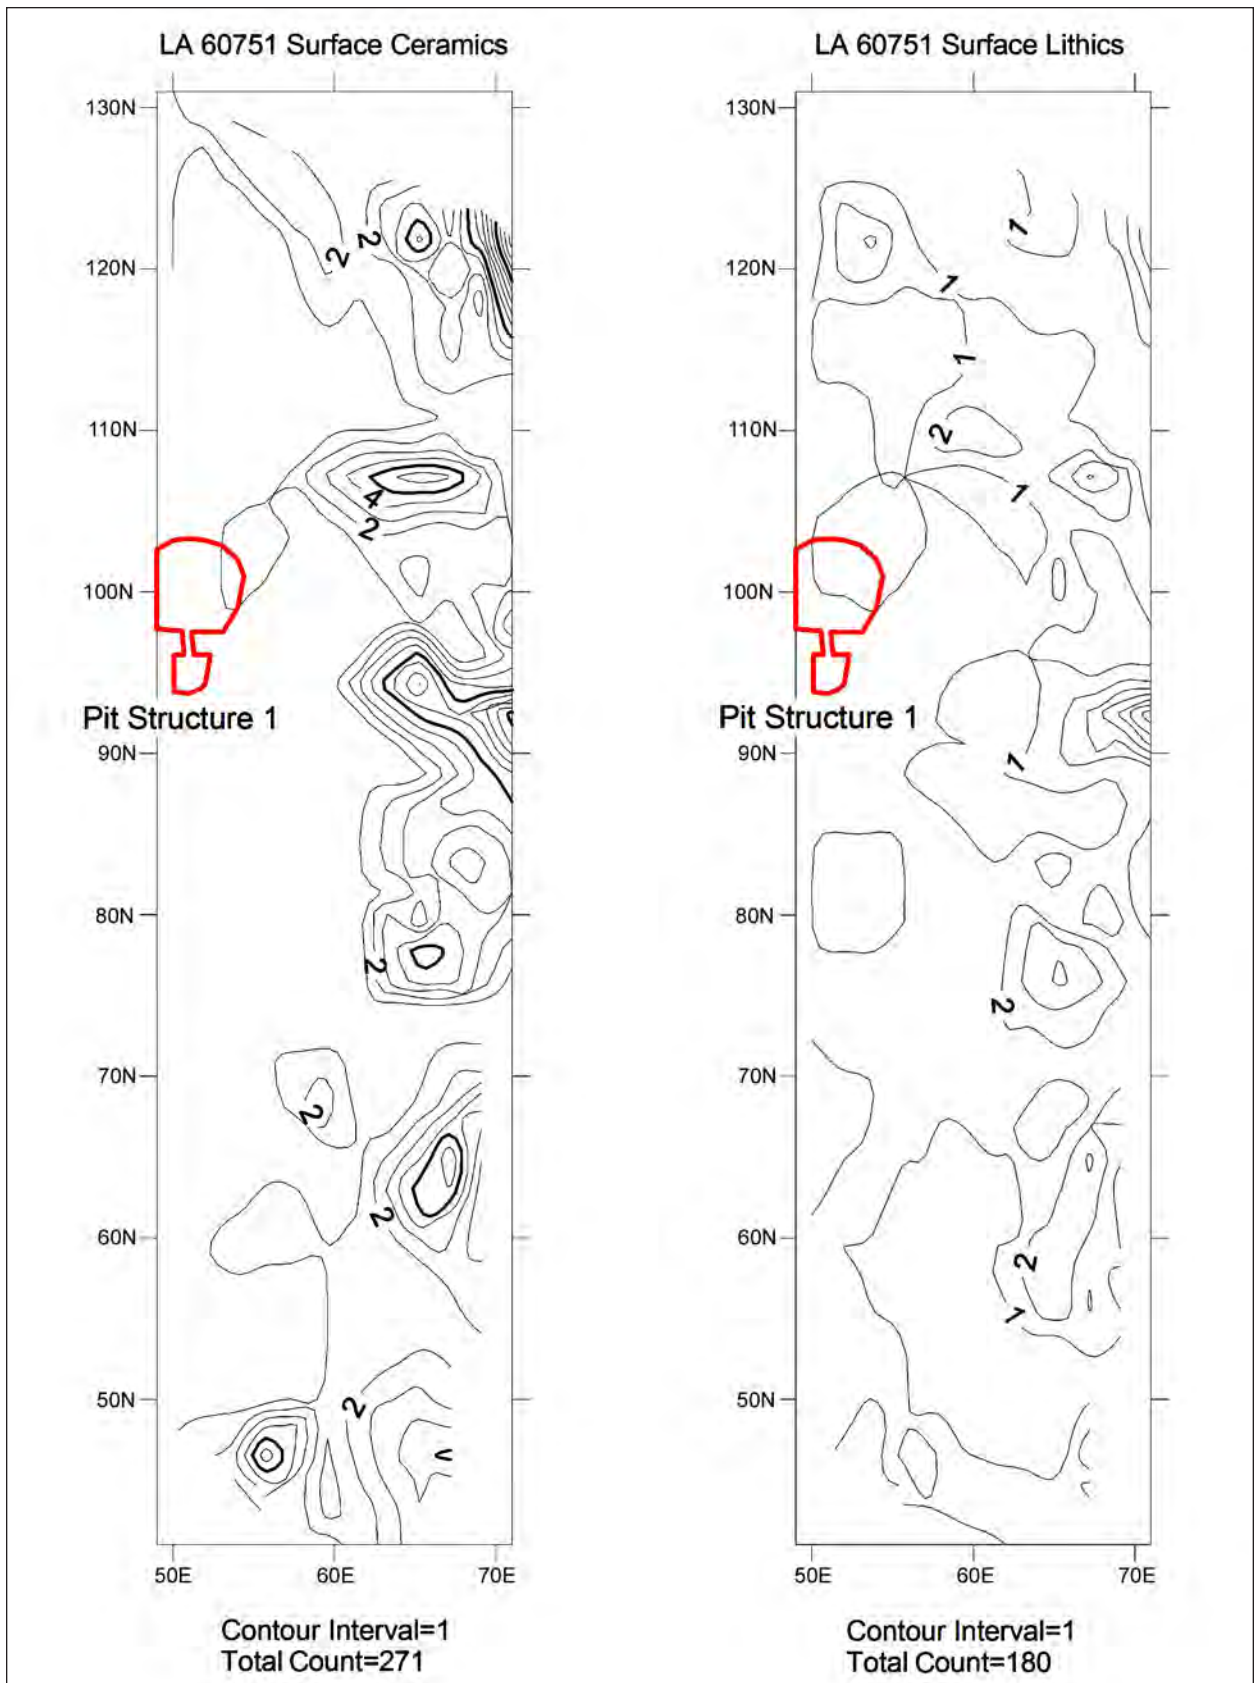 LA 60751 Surface Ceramics
130N
120N
110N
100N
90N
80N
70N
60N
50N
50E 60E 70E
2
2
4
2
2
2
2
2
Pit Structure 1
Contour Interval=1
Total Count=271
LA 60751 Surface Lithics
130N
120N
110N
100N
90N
80N
70N
60N
50N
50E 60E 70E
1
1
1
2
1
1
2
2
1
Pit Structure 1
Contour Interval=1
Total Count=180